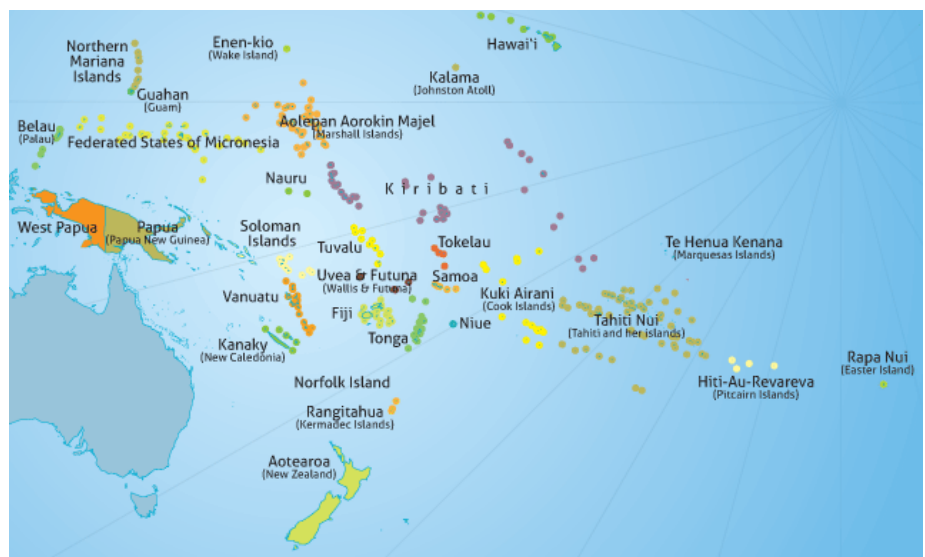 Northern
Mariana
Islands
Enen-kio
(Wake Island)
Hawai'i
Kalama
(Johnston Atoll)
Guahan
(Guam)
Belau
(Palau)
Aolepan Aorokin Majel
(Marshall Islands)
Federated States of Micronesia
Nauru
Kiribati
West Papua
Papua
(Papua New Guinea)
Soloman
Islands
Tuvalu
Tokelau
Te Henua Kenana
(Marquesas Islands)
Uvea & Futuna
(Wallis & Futuna)
Samoa
Vanuatu
Kuki Airani
(Cook Islands)
Fiji
Niue
Tahiti Nui
(Tahiti and her islands)
Kanaky
(New Caledonia)
Tonga
Rapa Nui
(Easter Island)
Norfolk Island
Hiti-Au-Revareva
(Pitcairn Islands)
Rangitahua
(Kermadec Islands)
Aotearoa
(New Zealand)